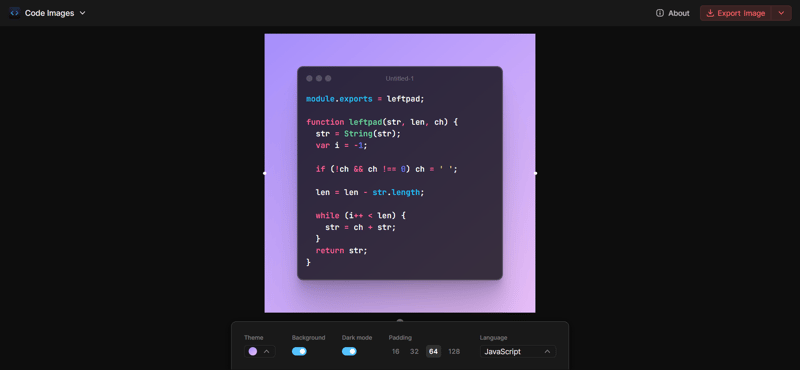 Code Images
About
Export image
Untitled-1
module.exports = leftpad;
function leftpad(str, len, ch) {
str = String(str);
var i = -1;
if (!ch && ch !== 0) ch = ' ';
len = len - str.length;
while (i++ < len) {
str = ch + str;
}
return str;
}
Theme
Background
Dark mode
Padding
Language
16 32 64 128
JavaScript